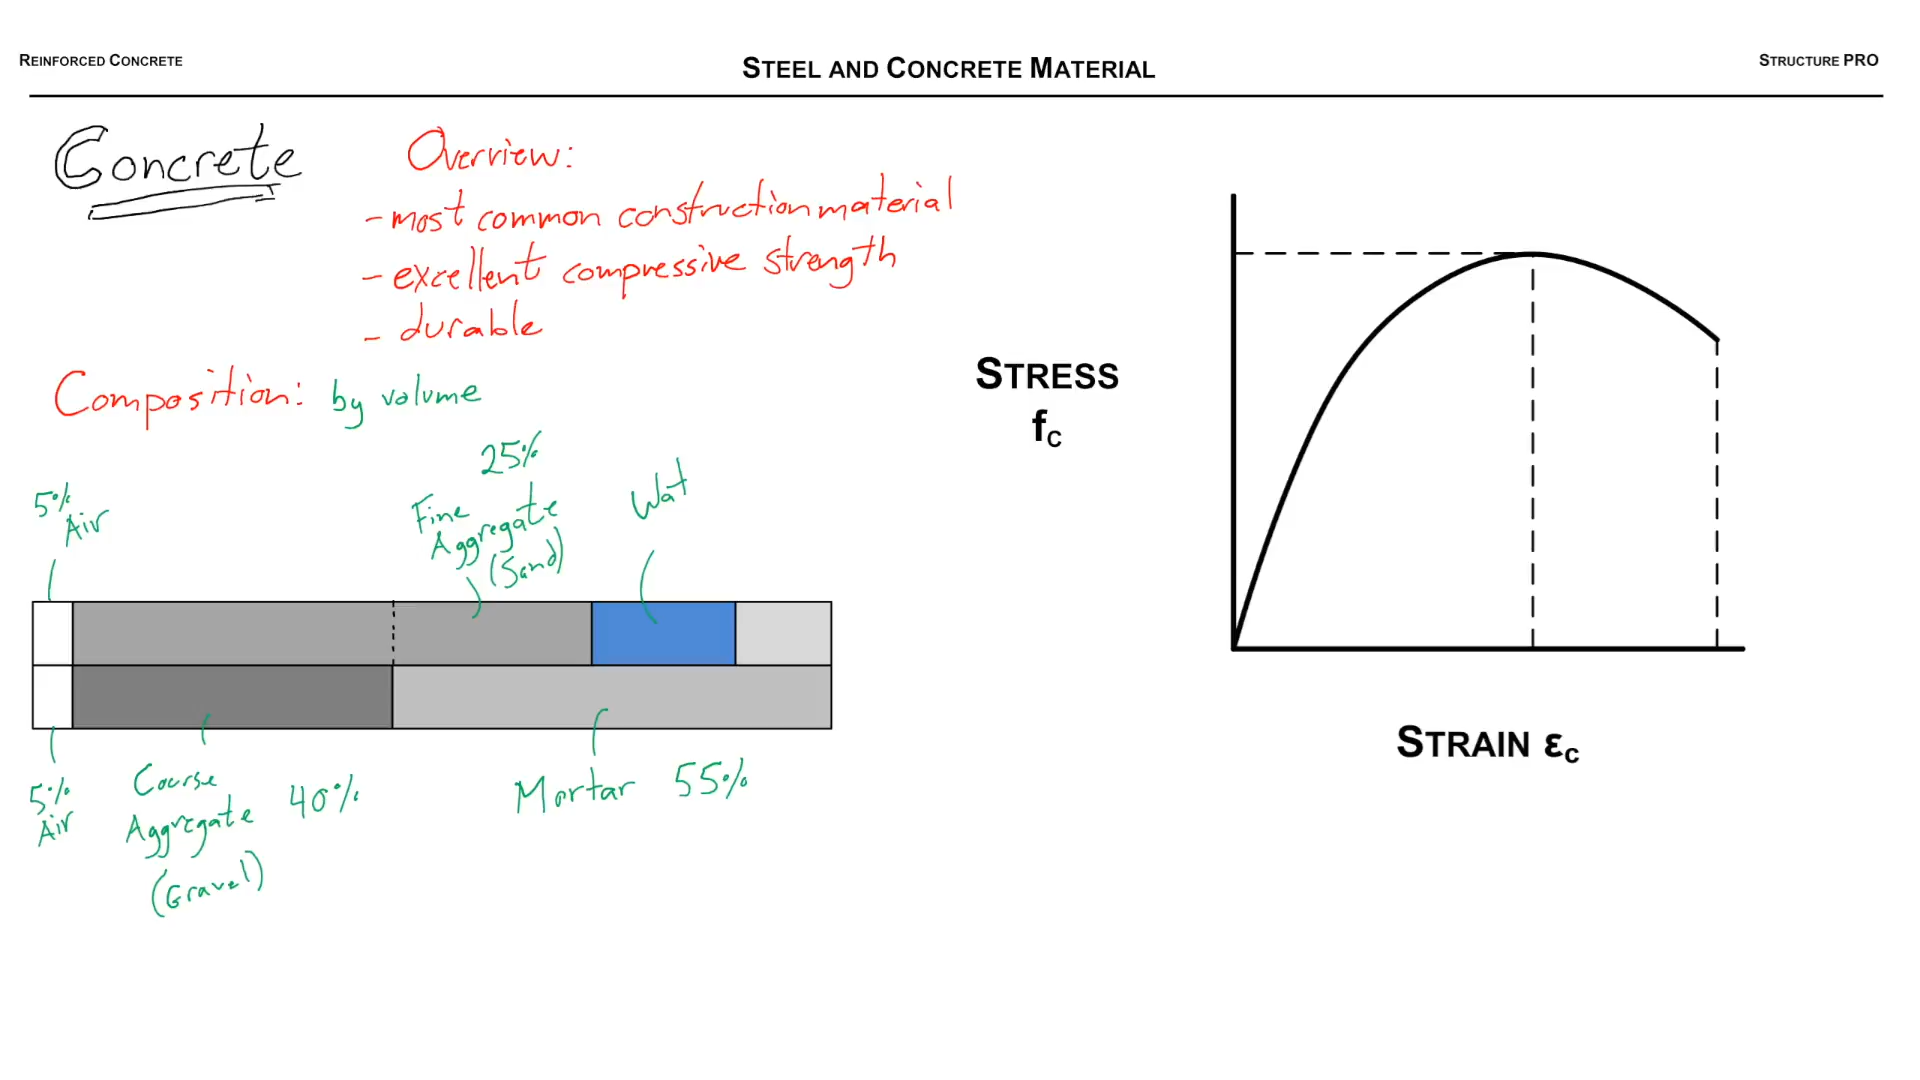 REINFORCED CONCRETE
STEEL AND CONCRETE MATERIAL
STRUCTURE PRO
Concrete
Overview:
- most common construction material
- excellent compressive strength
- durable
Composition: by volume
5%
Air
25%
Fine
Aggregate
(Sand)
Wat
5%
Air
Course
Aggregate 40%
(Gravel)
Mortar 55%
STRESS
fc
STRAIN εc